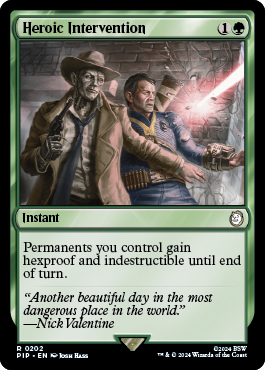 Heroic Intervention 1
Instant
Permanents you control gain
hexproof and indestructible until end
of turn.
“Another beautiful day in the most
dangerous place in the world.”
—Nick Valentine
R 0202
PIP • EN Josh Hass
©2024 BSW
™ & © 2024 Wizards of the Coast